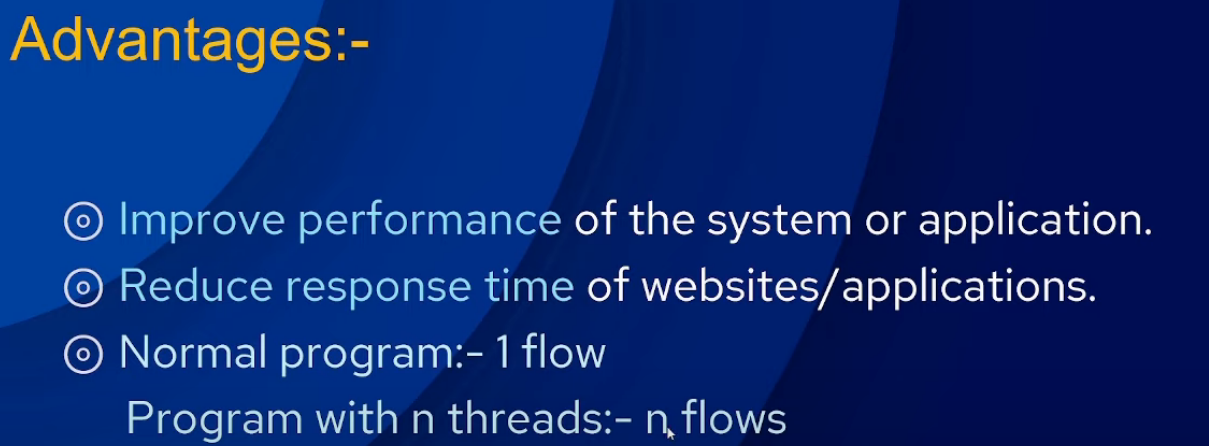 Advantages:-
Improve performance of the system or application.
Reduce response time of websites/applications.
Normal program:- 1 flow
Program with n threads:- n flows